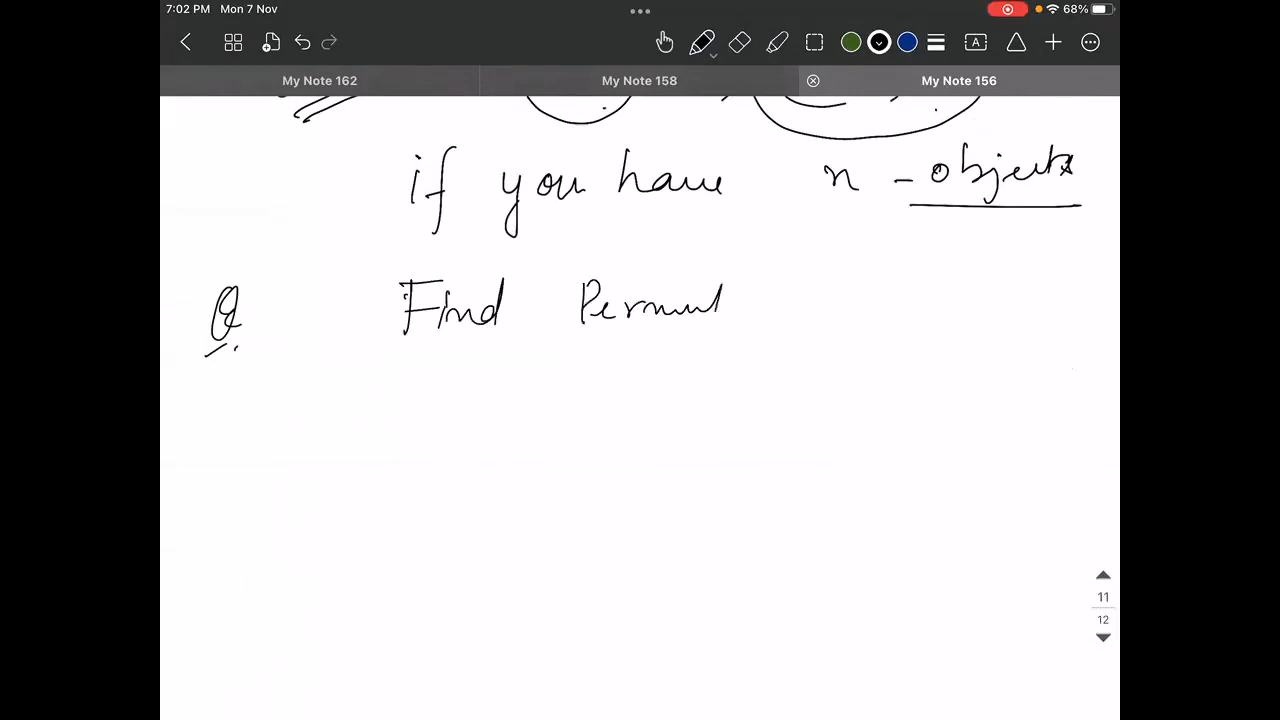 7:02 PM Mon 7 Nov
68%
A
My Note 162
My Note 158
My Note 156
if you have n - objects
Q. Find Permut
11
12